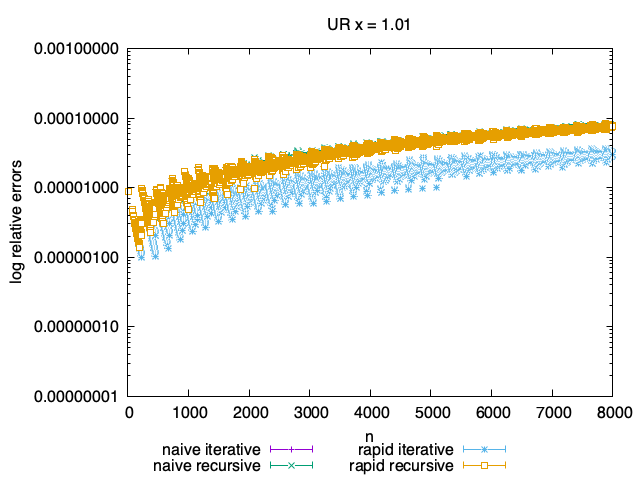 UR x = 1.01
0.00100000
0.00010000
0.00001000
0.00000100
0.00000010
0.00000001
log relative errors
0 1000 2000 3000 4000 5000 6000 7000 8000
n
naive iterative rapid iterative
naive recursive rapid recursive